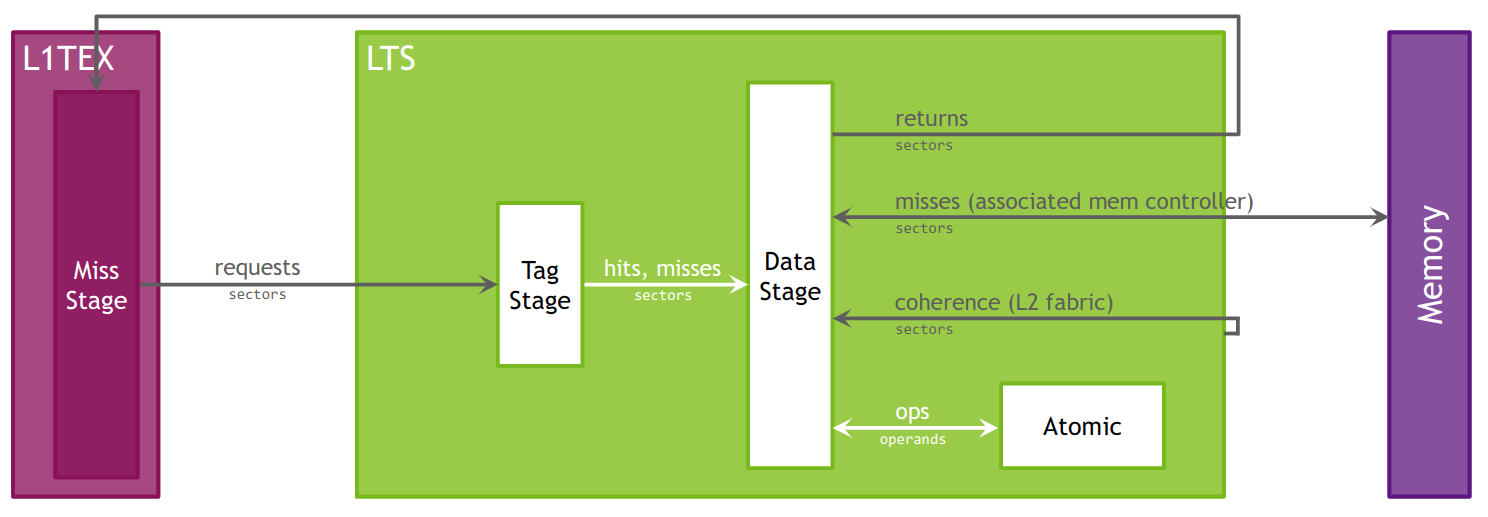 L1TEX
LTS
returns
sectors
misses (associated mem controller)
sectors
Memory
Miss
Stage
requests
sectors
Tag
Stage
hits, misses
sectors
Data
Stage
coherence (L2 fabric)
sectors
ops
operands
Atomic